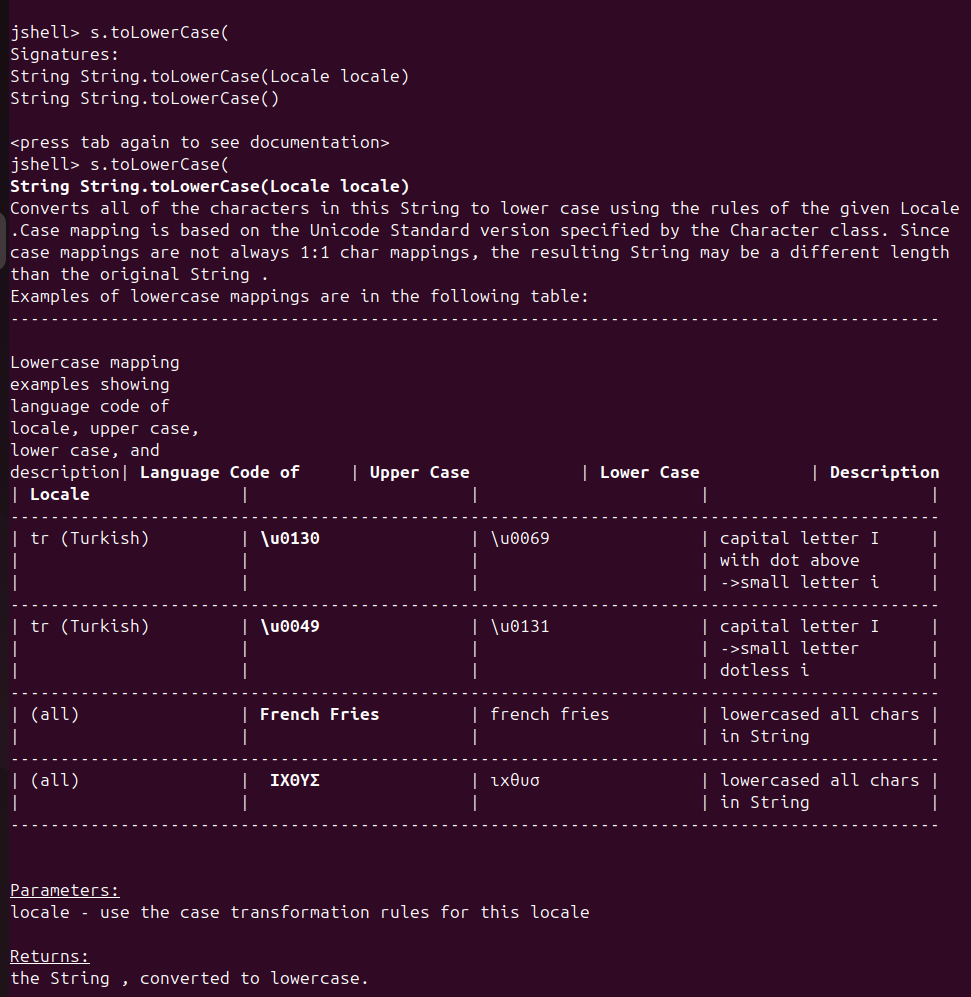 jshell> s.toLowerCase(
Signatures:
String String.toLowerCase(Locale locale)
String String.toLowerCase()
<press tab again to see documentation>
jshell> s.toLowerCase(
String String.toLowerCase(Locale locale)
Converts all of the characters in this String to lower case using the rules of the given Locale
.Case mapping is based on the Unicode Standard version specified by the Character class. Since
case mappings are not always 1:1 char mappings, the resulting String may be a different length
than the original String .
Examples of lowercase mappings are in the following table:
---------------------------------------------------------------------------------------------
Lowercase mapping
examples showing
language code of
locale, upper case,
lower case, and
description| Language Code of     | Upper Case           | Lower Case           | Description
| Locale               |                      |                      |                      |
---------------------------------------------------------------------------------------------
| tr (Turkish)         | \u0130               | \u0069               | capital letter I     |
|                      |                      |                      | with dot above       |
|                      |                      |                      | ->small letter i     |
---------------------------------------------------------------------------------------------
| tr (Turkish)         | \u0049               | \u0131               | capital letter I     |
|                      |                      |                      | ->small letter       |
|                      |                      |                      | dotless i            |
---------------------------------------------------------------------------------------------
| (all)                | French Fries         | french fries         | lowercased all chars |
|                      |                      |                      | in String            |
---------------------------------------------------------------------------------------------
| (all)                |  ΙΧΘΥΣ               | ιχθυσ                | lowercased all chars |
|                      |                      |                      | in String            |
---------------------------------------------------------------------------------------------
Parameters:
locale - use the case transformation rules for this locale
Returns:
the String , converted to lowercase.